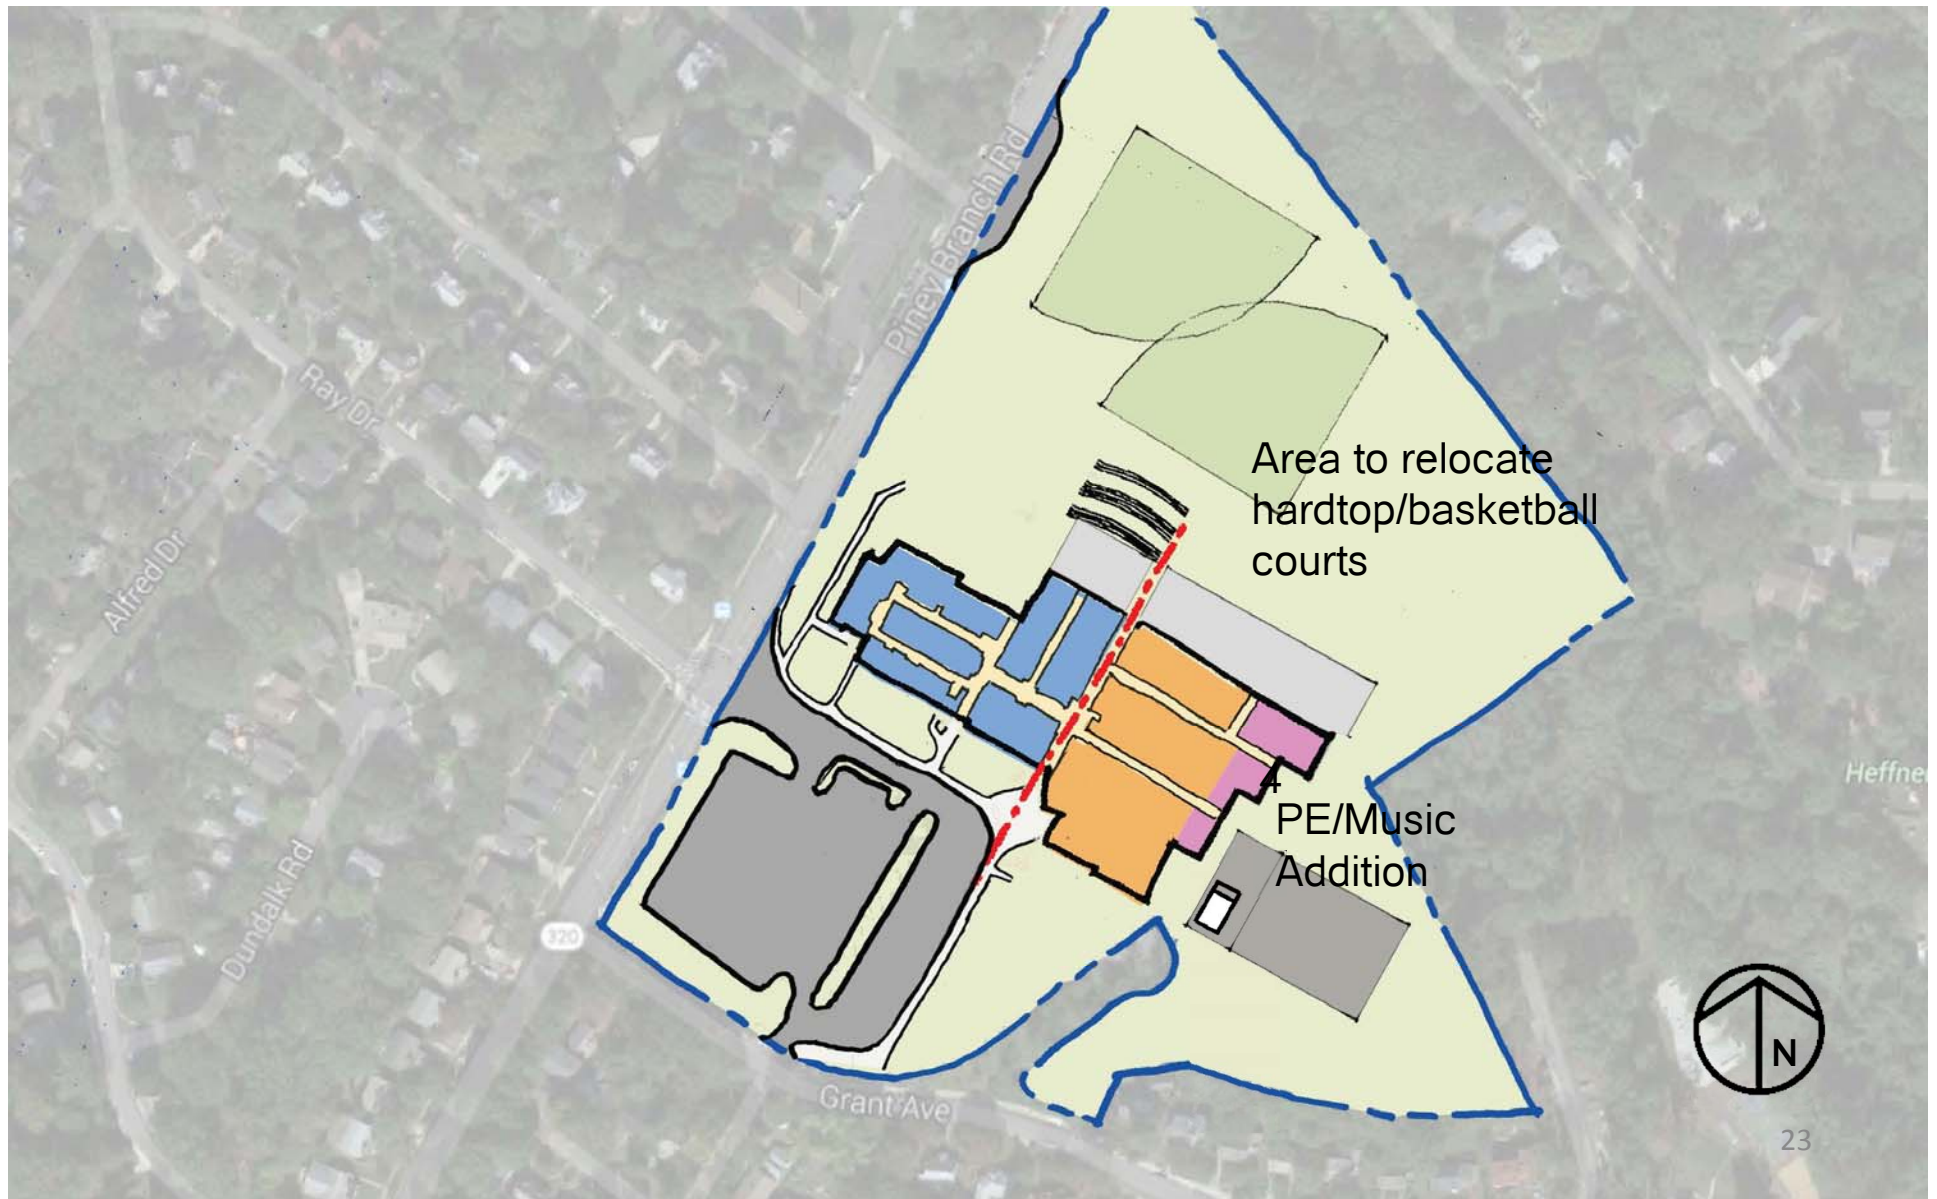 Piney Branch Rd
Ray Dr
Area to relocate
hardtop/basketball
courts
Alfred Dr
Heffne
4
PE/Music
Addition
Dundalk Rd
320
N
Grant Ave
23